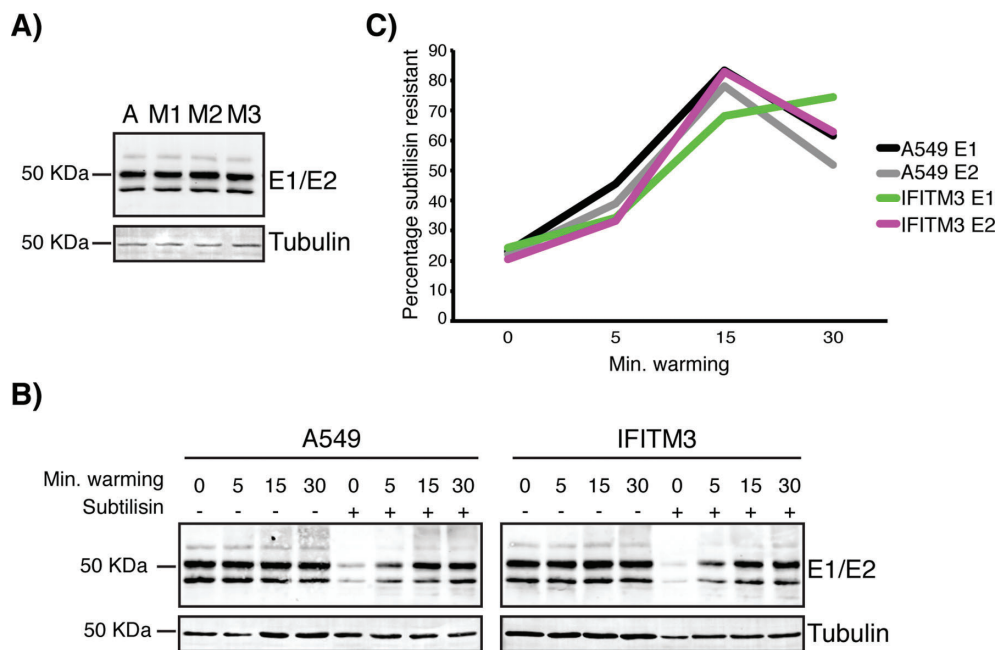 A)
A M1 M2 M3
50 KDa
E1/E2
50 KDa
Tubulin
C)
Percentage subtilisin resistant
90
80
70
60
50
40
30
20
10
0
0 5 15 30
Min. warming
A549 E1
A549 E2
IFITM3 E1
IFITM3 E2
B)
A549 IFITM3
Min. warming 0 5 15 30 0 5 15 30 0 5 15 30 0 5 15 30
Subtilisin - - - - + + + + - - - - + + + +
50 KDa
E1/E2
50 KDa
Tubulin